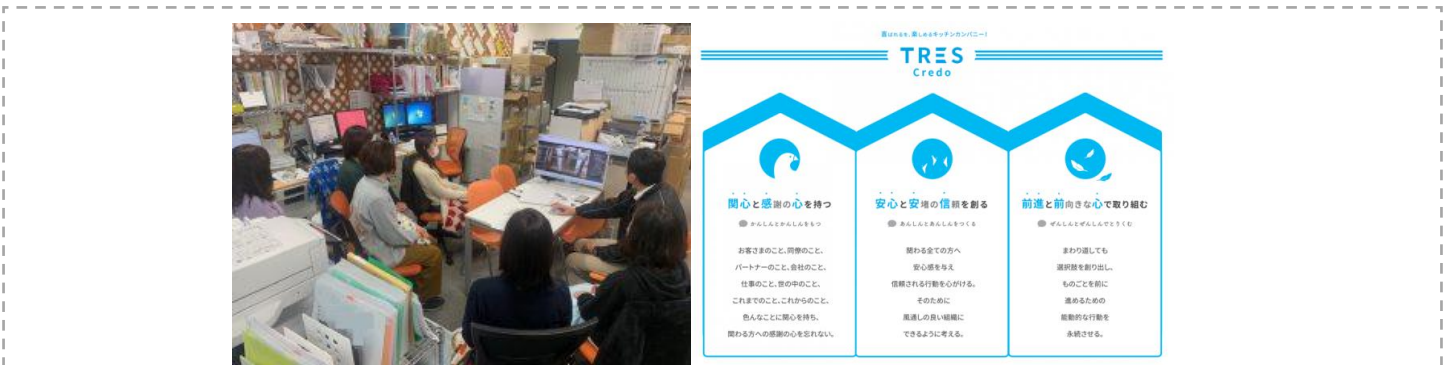 喜ばれるを、楽しめるキッチンカンパニー！
TRES
Credo
関心と感謝の心を持つ
かんしんとかんしんをもつ
お客さまのこと、同僚のこと、
パートナーのこと、会社のこと、
仕事のこと、世の中のこと、
これまでのこと、これからのこと、
色んなことに関心を持ち、
関わる方への感謝の心を忘れない。
安心と安堵の信頼を創る
あんしんとあんしんをつくる
関わる全ての方へ
安心感を与え
信頼される行動を心がける。
そのために
風通しの良い組織に
できるように考える。
前進と前向きな心で取り組む
ぜんしんとぜんしんでとりくむ
まわり道しても
選択肢を創り出し、
ものごとを前に
進めるための
能動的な行動を
永続させる。